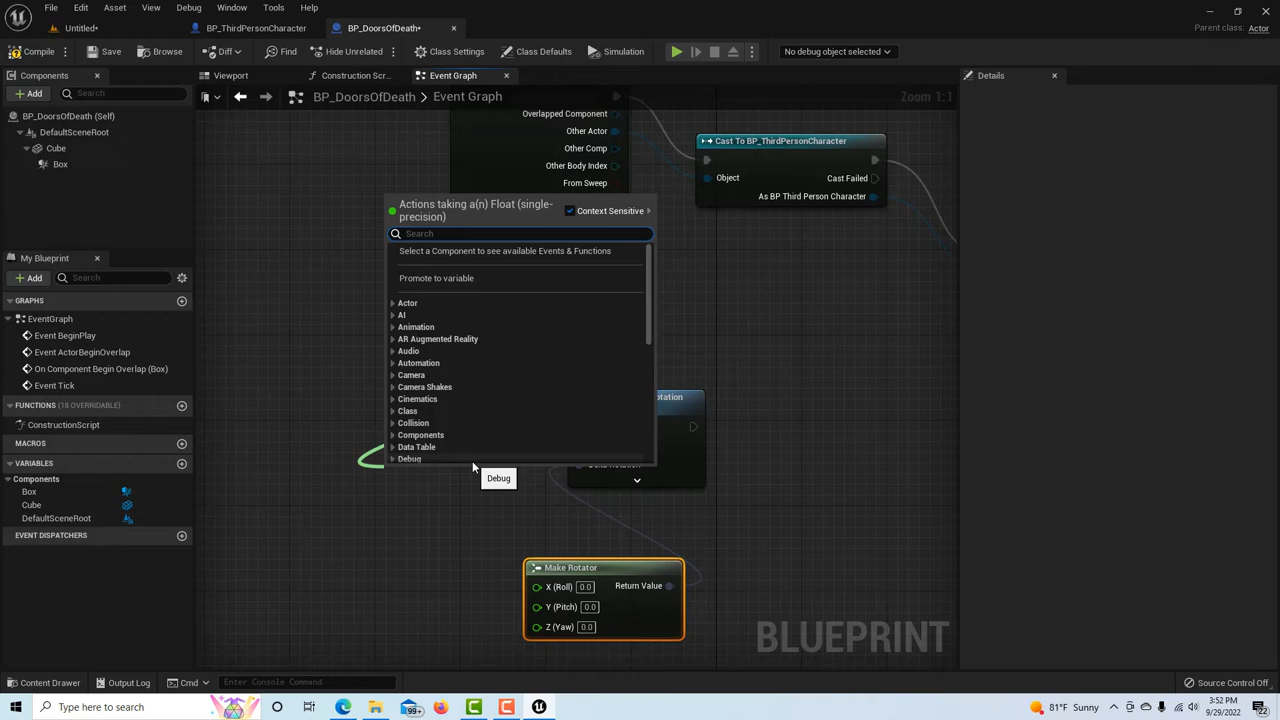 File Edit Asset View Debug Window Tools Help
Untitled* BP_ThirdPersonCharacter BP_DoorsOfDeath* Parent class: Actor
Compile Save Browse Diff Find Hide Unrelated Class Settings Class Defaults Simulation No debug object selected
Components Viewport Construction Scr... Event Graph Details
Add Search BP_DoorsOfDeath > Event Graph Zoom 1:1
BP_DoorsOfDeath (Self)
DefaultSceneRoot
Cube
Box
Overlapped Component
Other Actor
Other Comp
Other Body Index
From Sweep
Cast To BP_ThirdPersonCharacter
Object Cast Failed
As BP Third Person Character
Actions taking a(n) Float (single-
precision) Context Sensitive
Search
Select a Component to see available Events & Functions
Promote to variable
Actor
AI
Animation
AR Augmented Reality
Audio
Automation
Camera
Camera Shakes
Cinematics
Class
Collision
Components
Data Table
Debug
Debug
My Blueprint
Add Search
GRAPHS
EventGraph
Event BeginPlay
Event ActorBeginOverlap
On Component Begin Overlap (Box)
Event Tick
FUNCTIONS (18 OVERRIDABLE)
ConstructionScript
MACROS
VARIABLES
Components
Box
Cube
DefaultSceneRoot
EVENT DISPATCHERS
Make Rotator
X (Roll) 0.0 Return Value
Y (Pitch) 0.0
Z (Yaw) 0.0
BLUEPRINT
Content Drawer Output Log Cmd Enter Console Command Source Control Off
Type here to search 99+ 81°F Sunny 3:52 PM
9/29/2022 22